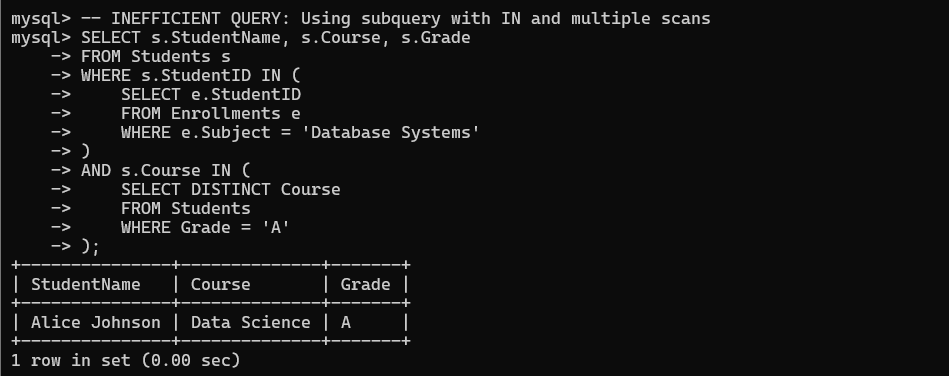 mysql> -- INEFFICIENT QUERY: Using subquery with IN and multiple scans
mysql> SELECT s.StudentName, s.Course, s.Grade
    -> FROM Students s
    -> WHERE s.StudentID IN (
    ->     SELECT e.StudentID
    ->     FROM Enrollments e
    ->     WHERE e.Subject = 'Database Systems'
    -> )
    -> AND s.Course IN (
    ->     SELECT DISTINCT Course
    ->     FROM Students
    ->     WHERE Grade = 'A'
    -> );
+---------------+--------------+-------+
| StudentName   | Course       | Grade |
+---------------+--------------+-------+
| Alice Johnson | Data Science | A     |
+---------------+--------------+-------+
1 row in set (0.00 sec)